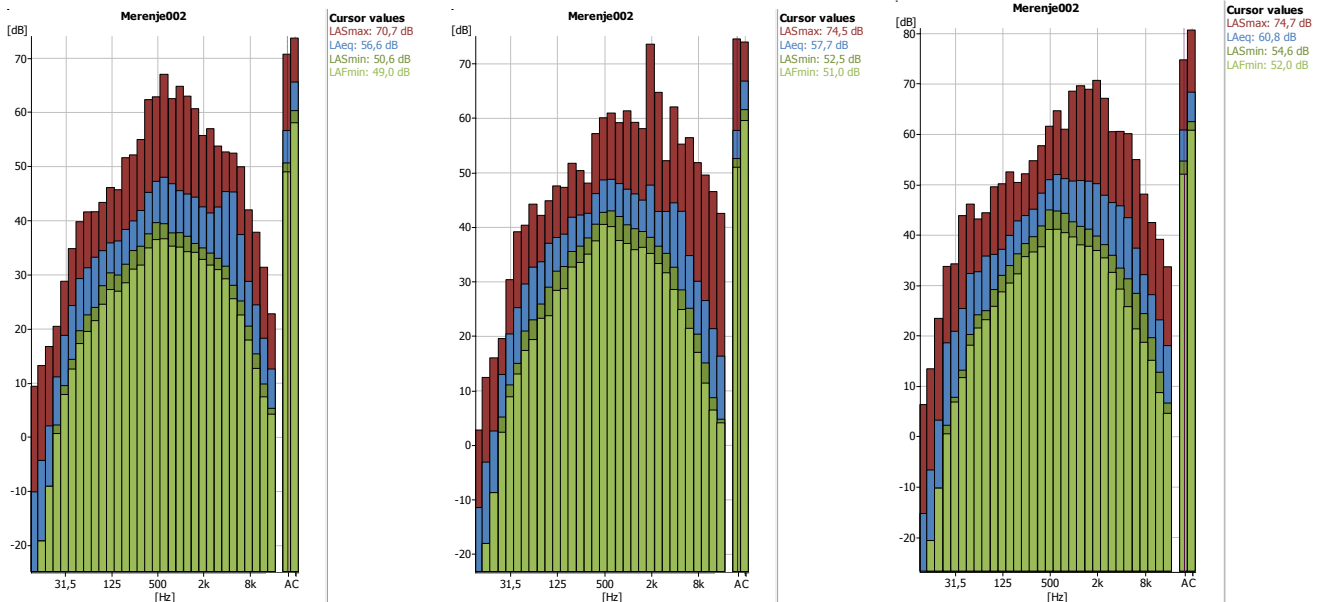 Merenje002
[dB]
70
60
50
40
30
20
10
0
-10
-20
31,5 125 500 2k 8k AC
[Hz]
Cursor values
LASmax: 70,7 dB
LAeq: 56,6 dB
LASmin: 50,6 dB
LAFmin: 49,0 dB
Merenje002
[dB]
70
60
50
40
30
20
10
0
-10
-20
31,5 125 500 2k 8k AC
[Hz]
Cursor values
LASmax: 74,5 dB
LAeq: 57,7 dB
LASmin: 52,5 dB
LAFmin: 51,0 dB
Merenje002
[dB]
80
70
60
50
40
30
20
10
0
-10
-20
31,5 125 500 2k 8k AC
[Hz]
Cursor values
LASmax: 74,7 dB
LAeq: 60,8 dB
LASmin: 54,6 dB
LAFmin: 52,0 dB